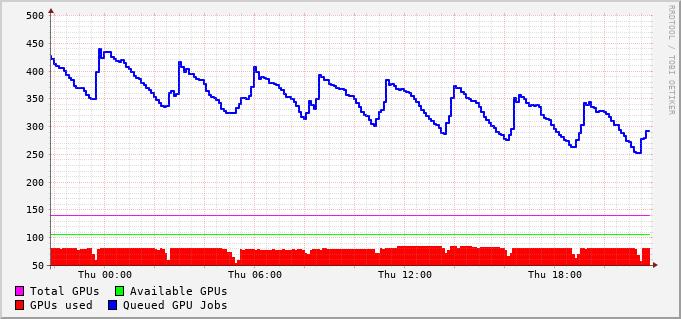 500
450
400
350
300
250
200
150
100
50
Thu 00:00 Thu 06:00 Thu 12:00 Thu 18:00
Total GPUs Available GPUs
GPUs used Queued GPU Jobs
RRDTOOL / TOBI OETIKER